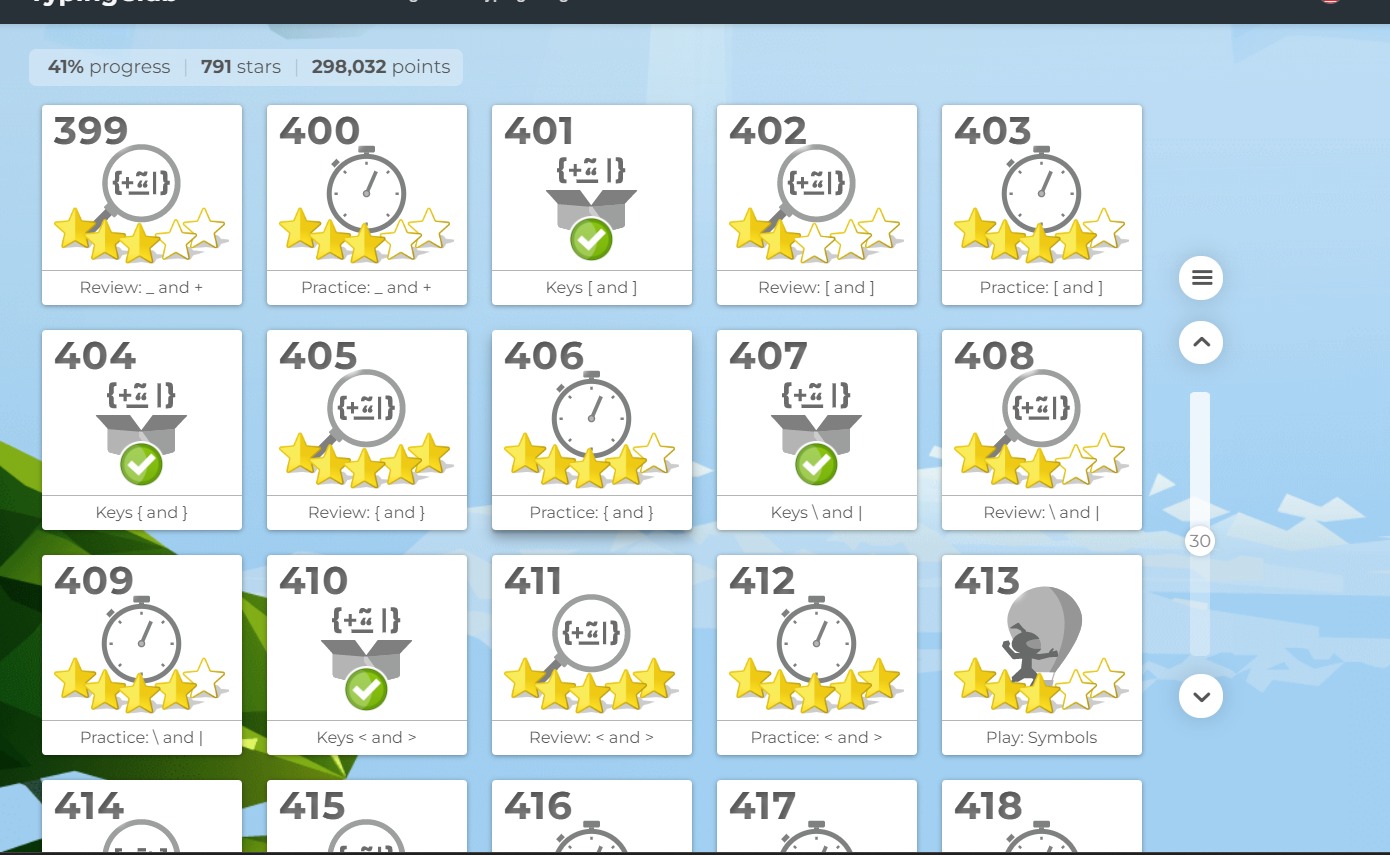 41% progress | 791 stars | 298,032 points
399 400 401 402 403
{+ũ|} {+ũ |} {+ũ|}
Review: _ and + Practice: _ and + Keys [ and ] Review: [ and ] Practice: [ and ]
404 405 406 407 408
{+ũ |} {+ũ|} {+ũ |} {+ũ|}
Keys { and } Review: { and } Practice: { and } Keys \ and | Review: \ and |
30
409 410 411 412 413
{+ũ |} {+ũ|}
Practice: \ and | Keys < and > Review: < and > Practice: < and > Play: Symbols
414 415 416 417 418